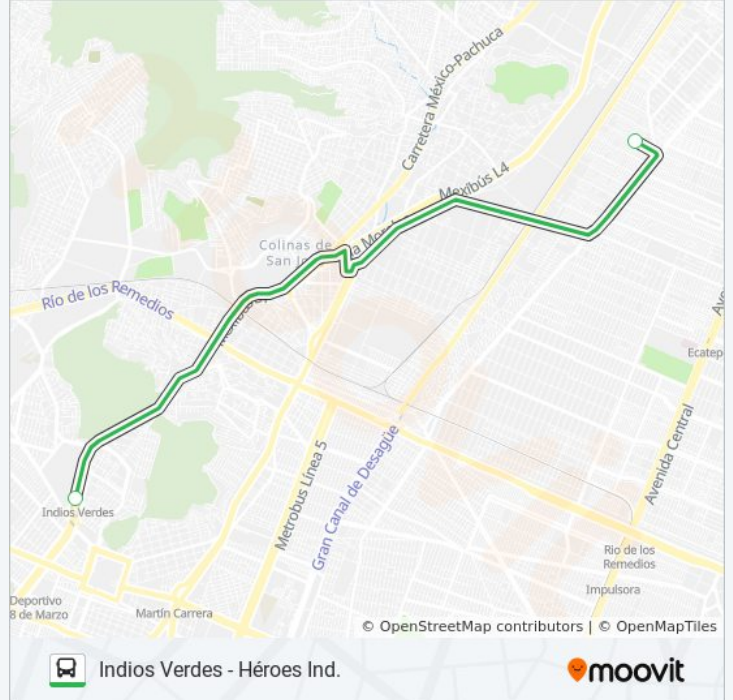 Carretera México-Pachuca
Mexibús L4
Colinas de
San
Río de los Remedios
Ecatep
Avenida Central
Metrobus Línea 5
Gran Canal de Desagüe
Indios Verdes
Río de los
Remedios
Impulsora
Deportivo
8 de Marzo
Martín Carrera
© OpenStreetMap contributors | © OpenMapTiles
Indios Verdes - Héroes Ind.
moovit